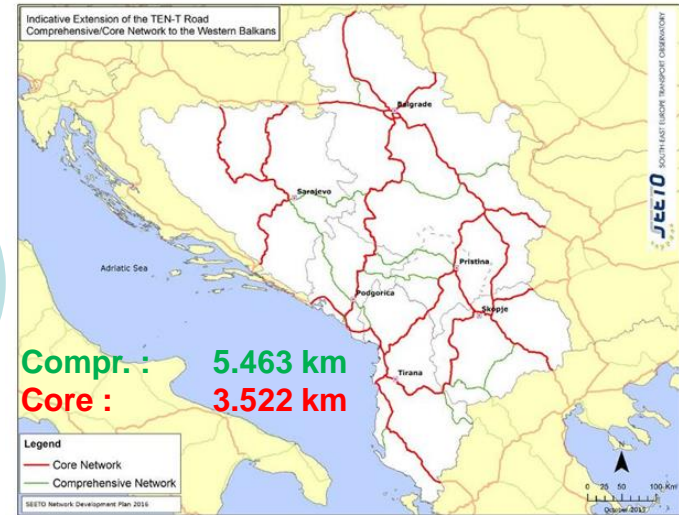 Indicative Extension of the TEN-T Road
Comprehensive/Core Network to the Western Balkans
SEETO SOUTH EAST EUROPE TRANSPORT OBSERVATORY
Belgrade
Sarajevo
Adriatic Sea
Pristina
Podgorica
Skopje
Tirana
Compr. : 5.463 km
Core : 3.522 km
Legend
Core Network
Comprehensive Network
SEETO Network Development Plan 2016
N
0 25 50 100 Km
October 2015